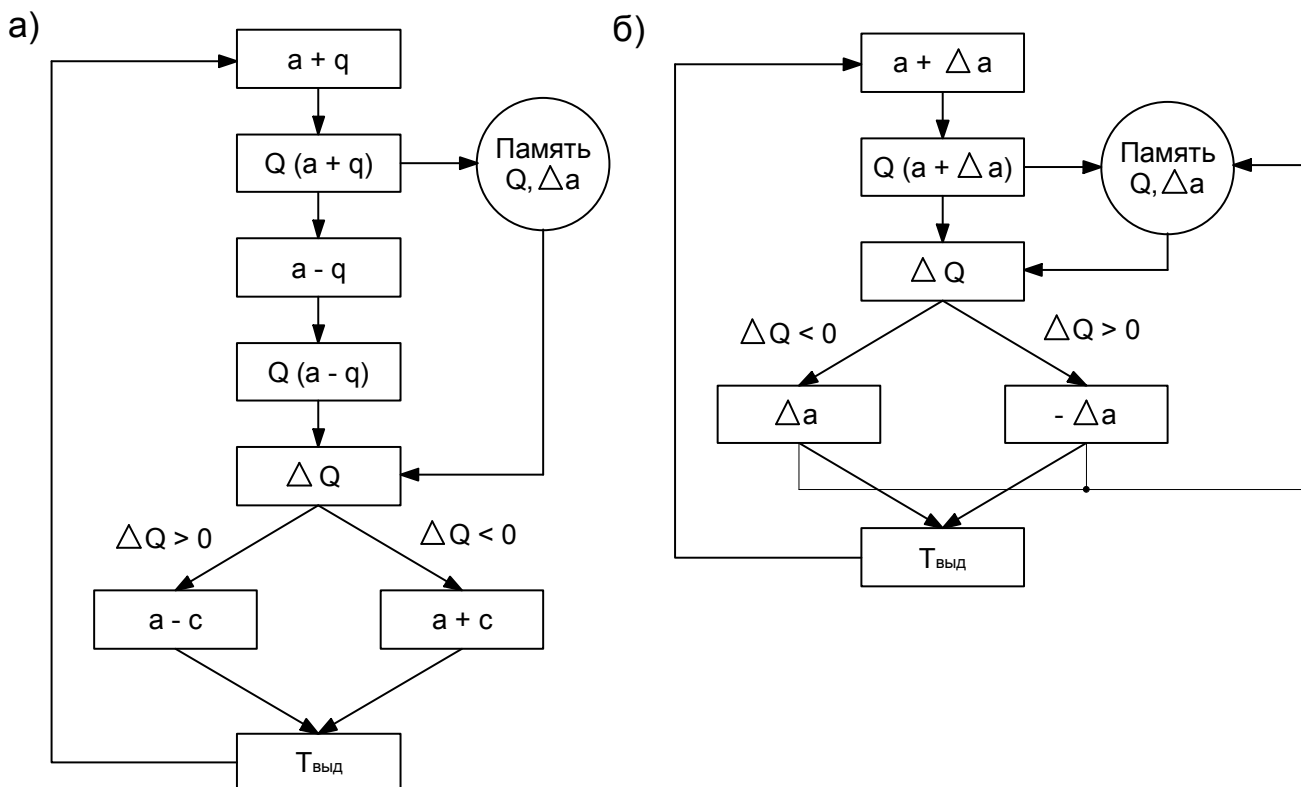 а)
a + q
Q (a + q)
Память
Q, △a
a - q
Q (a - q)
△ Q
△Q > 0
△Q < 0
a - c
a + c
Tвыд
б)
a + △ a
Q (a + △ a)
Память
Q, △a
△ Q
△Q < 0
△Q > 0
△a
- △a
Tвыд